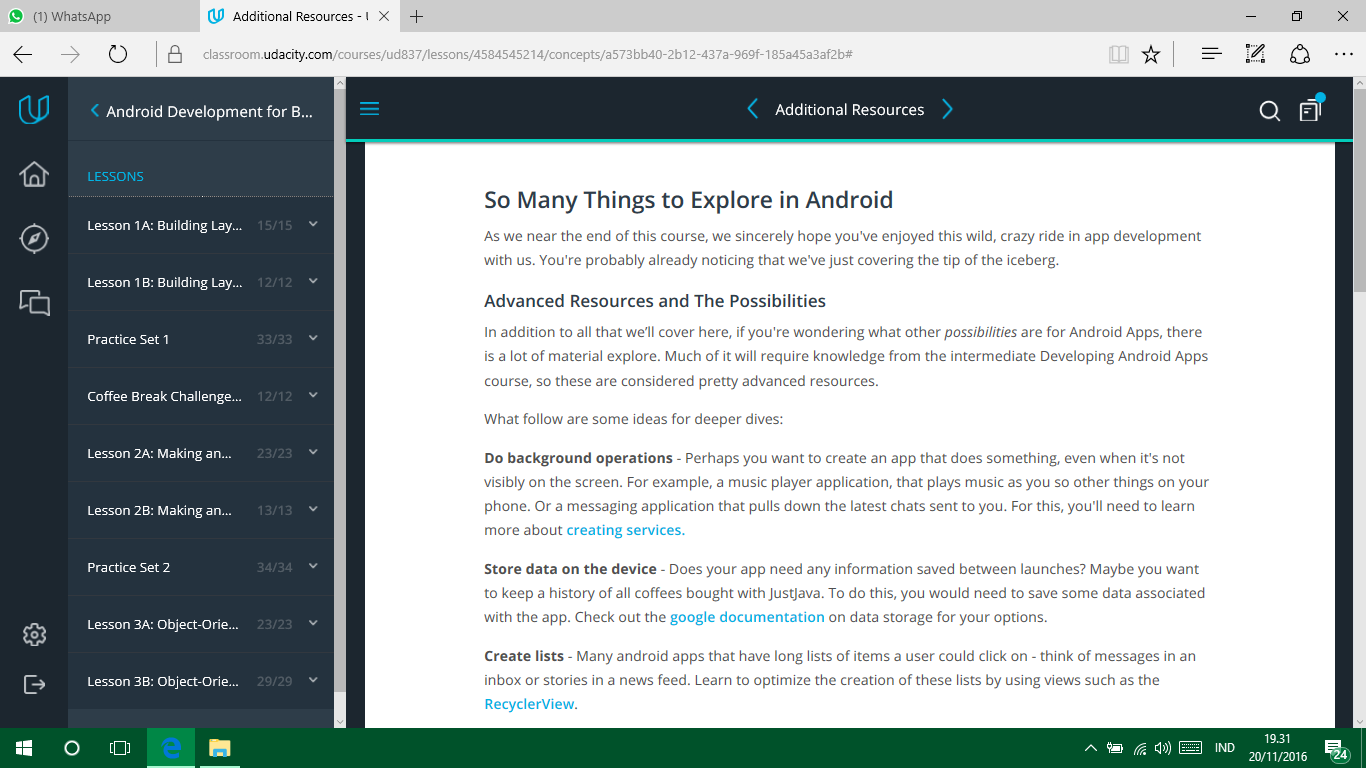 (1) WhatsApp
Additional Resources - U
classroom.udacity.com/courses/ud837/lessons/4584545214/concepts/a573bb40-2b12-437a-969f-185a45a3af2b#
Android Development for B...
LESSONS
Lesson 1A: Building Lay... 15/15
Lesson 1B: Building Lay... 12/12
Practice Set 1 33/33
Coffee Break Challenge... 12/12
Lesson 2A: Making an... 23/23
Lesson 2B: Making an... 13/13
Practice Set 2 34/34
Lesson 3A: Object-Orie... 23/23
Lesson 3B: Object-Orie... 29/29
Additional Resources
So Many Things to Explore in Android
As we near the end of this course, we sincerely hope you've enjoyed this wild, crazy ride in app development
with us. You're probably already noticing that we've just covering the tip of the iceberg.
Advanced Resources and The Possibilities
In addition to all that we’ll cover here, if you're wondering what other possibilities are for Android Apps, there
is a lot of material explore. Much of it will require knowledge from the intermediate Developing Android Apps
course, so these are considered pretty advanced resources.
What follow are some ideas for deeper dives:
Do background operations - Perhaps you want to create an app that does something, even when it's not
visibly on the screen. For example, a music player application, that plays music as you so other things on your
phone. Or a messaging application that pulls down the latest chats sent to you. For this, you'll need to learn
more about creating services.
Store data on the device - Does your app need any information saved between launches? Maybe you want
to keep a history of all coffees bought with JustJava. To do this, you would need to save some data associated
with the app. Check out the google documentation on data storage for your options.
Create lists - Many android apps that have long lists of items a user could click on - think of messages in an
inbox or stories in a news feed. Learn to optimize the creation of these lists by using views such as the
RecyclerView.
IND
19.31
20/11/2016
24